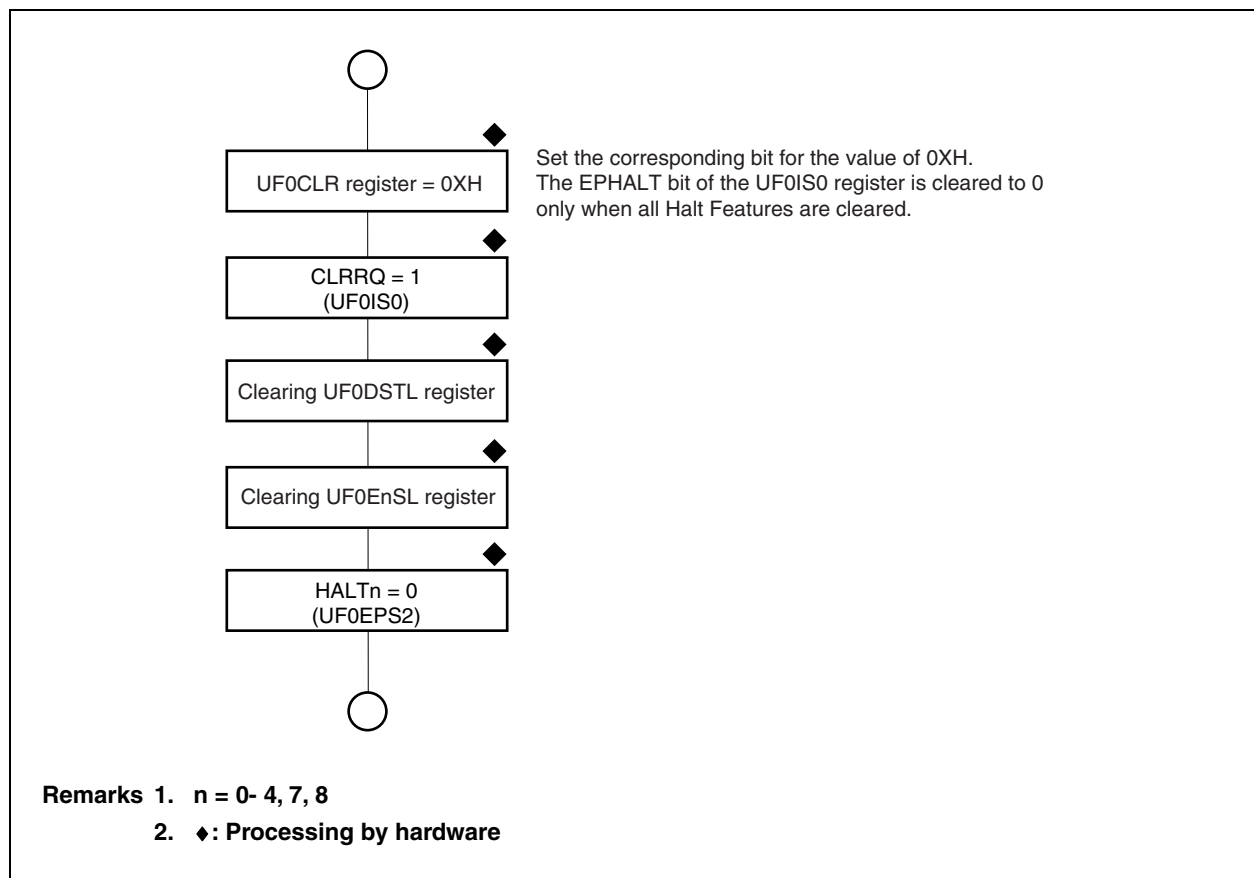 UF0CLR register = 0XH
Set the corresponding bit for the value of 0XH.
The EPHALT bit of the UF0IS0 register is cleared to 0
only when all Halt Features are cleared.
CLRRQ = 1
(UF0IS0)
Clearing UF0DSTL register
Clearing UF0EnSL register
HALTn = 0
(UF0EPS2)
Remarks 1. n = 0- 4, 7, 8
2. ♦: Processing by hardware